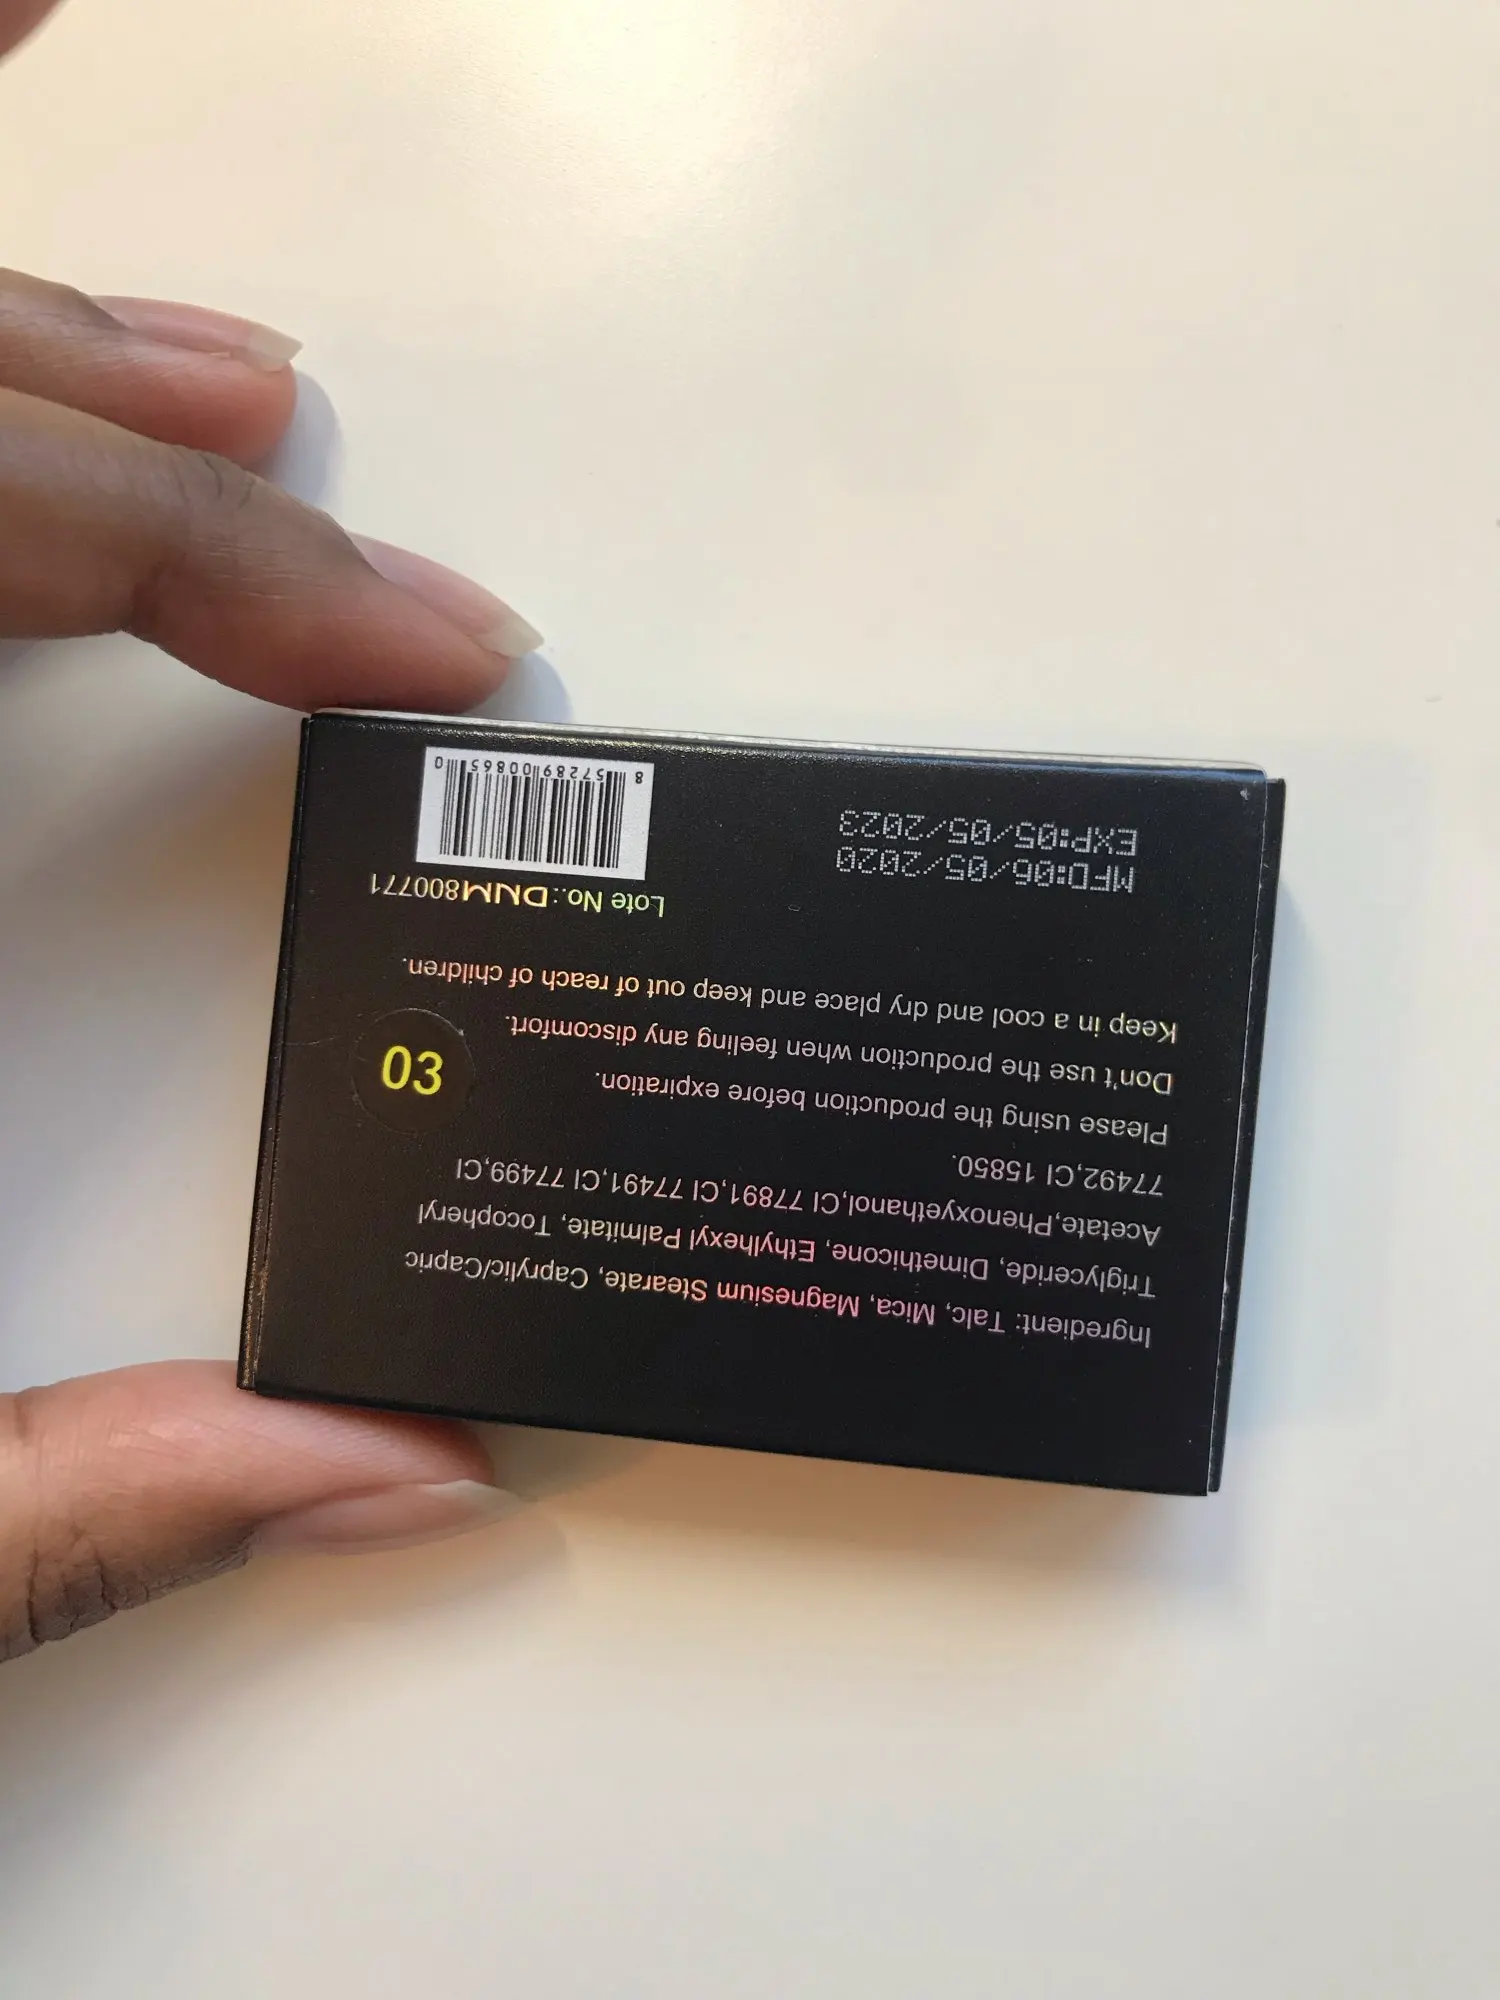 Ingredient: Talc, Mica, Magnesium Stearate, Caprylic/Capric
Triglyceride, Dimethicone, Ethylhexyl Palmitate, Tocopheryl
Acetate,Phenoxyethanol,CI 77891,CI 77491,CI 77499,CI
77492,CI 15850.
Please using the production before expiration.
Don't use the production when feeling any discomfort.
Keep in a cool and dry place and keep out of reach of children.
03
Lote No.: DNM800771
MFD:06/05/2020
EXP:05/05/2023
8 57289 00865 0